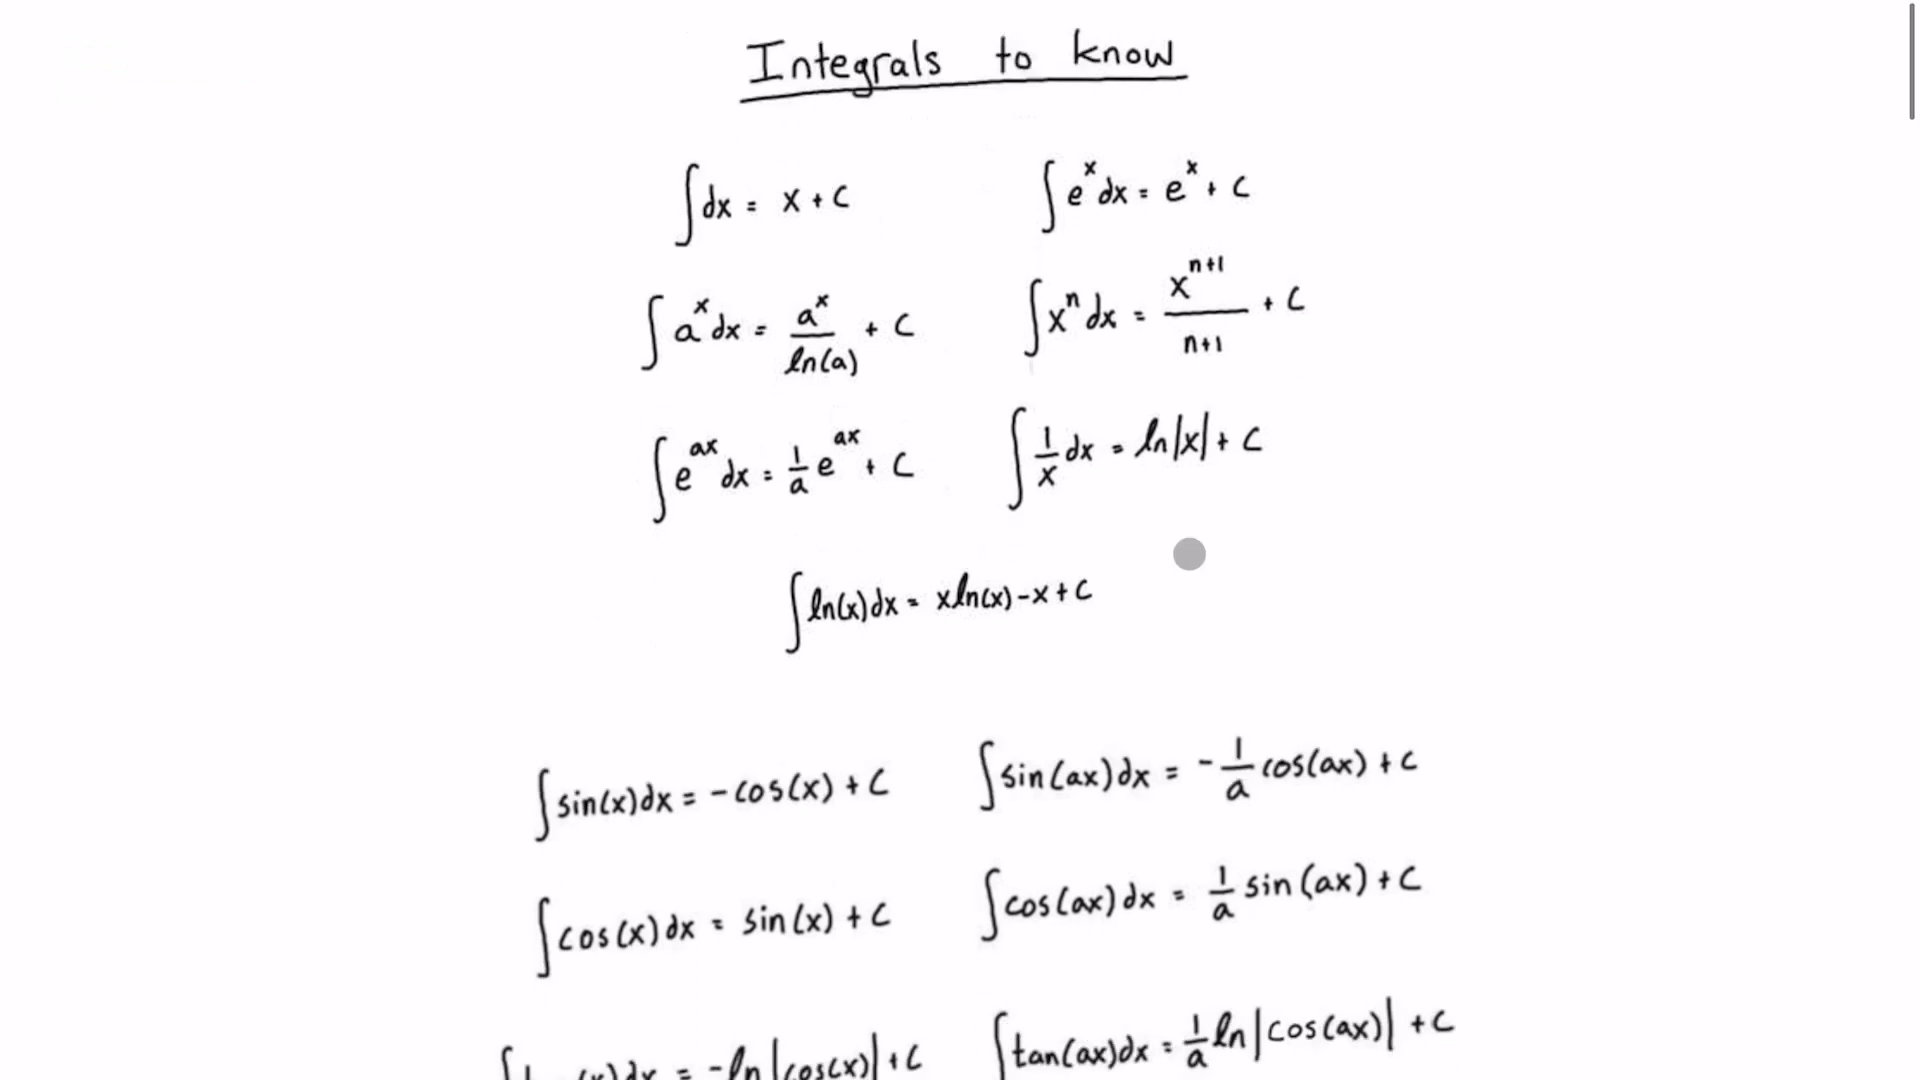 Integrals to know
∫dx = x + C
∫e^x dx = e^x + C
∫a^x dx = a^x / ln(a) + C
∫x^n dx = x^(n+1) / n+1 + C
∫e^(ax) dx = 1/a e^(ax) + C
∫1/x dx = ln|x| + C
∫ln(x)dx = xln(x)-x+C
∫sin(x)dx = -cos(x) + C
∫sin(ax)dx = -1/a cos(ax) + C
∫cos(x)dx = sin(x) + C
∫cos(ax)dx = 1/a sin(ax) + C
= -ln|cos(x)| + C
∫tan(ax)dx = 1/a ln|cos(ax)| + C